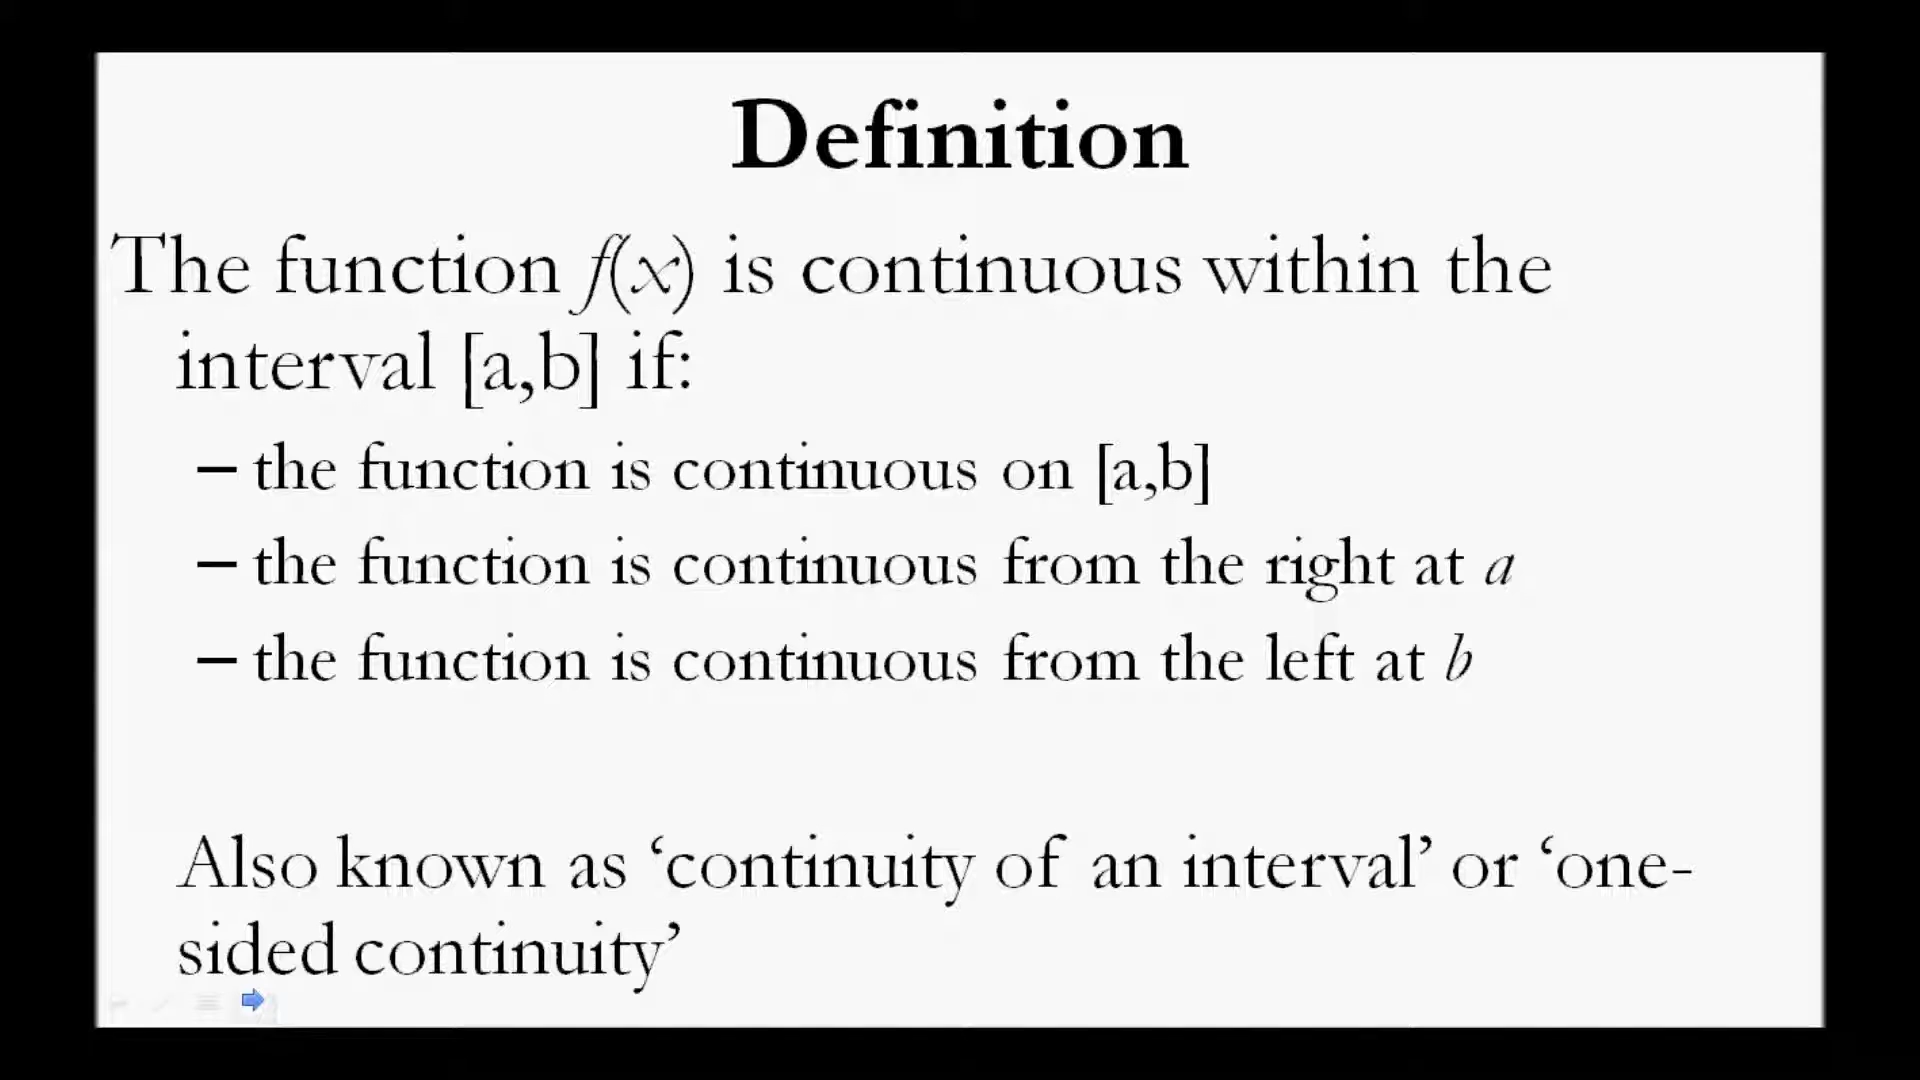 Definition
The function f(x) is continuous within the
interval [a,b] if:
– the function is continuous on [a,b]
– the function is continuous from the right at a
– the function is continuous from the left at b
Also known as ‘continuity of an interval’ or ‘one-
sided continuity’